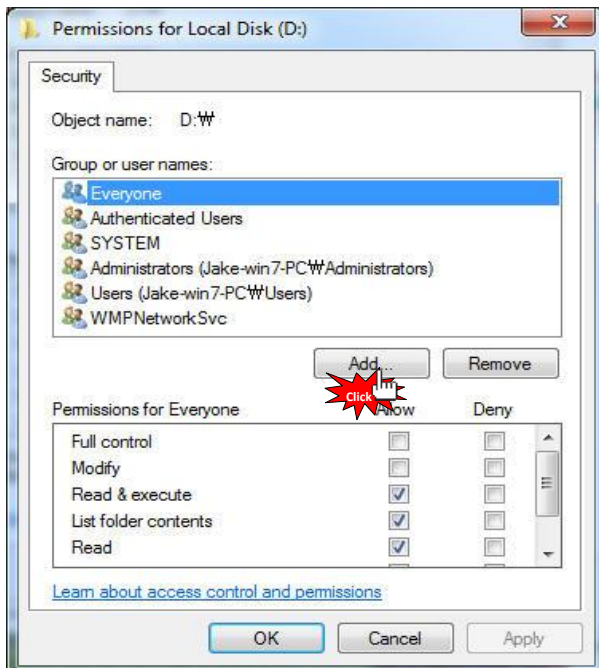 Permissions for Local Disk (D:)
Security
Object name: D:₩
Group or user names:
Everyone
Authenticated Users
SYSTEM
Administrators (Jake-win7-PC₩Administrators)
Users (Jake-win7-PC₩Users)
WMPNetworkSvc
Add... Remove
Click
Permissions for Everyone Allow Deny
Full control
Modify
Read & execute
List folder contents
Read
Learn about access control and permissions
OK Cancel Apply